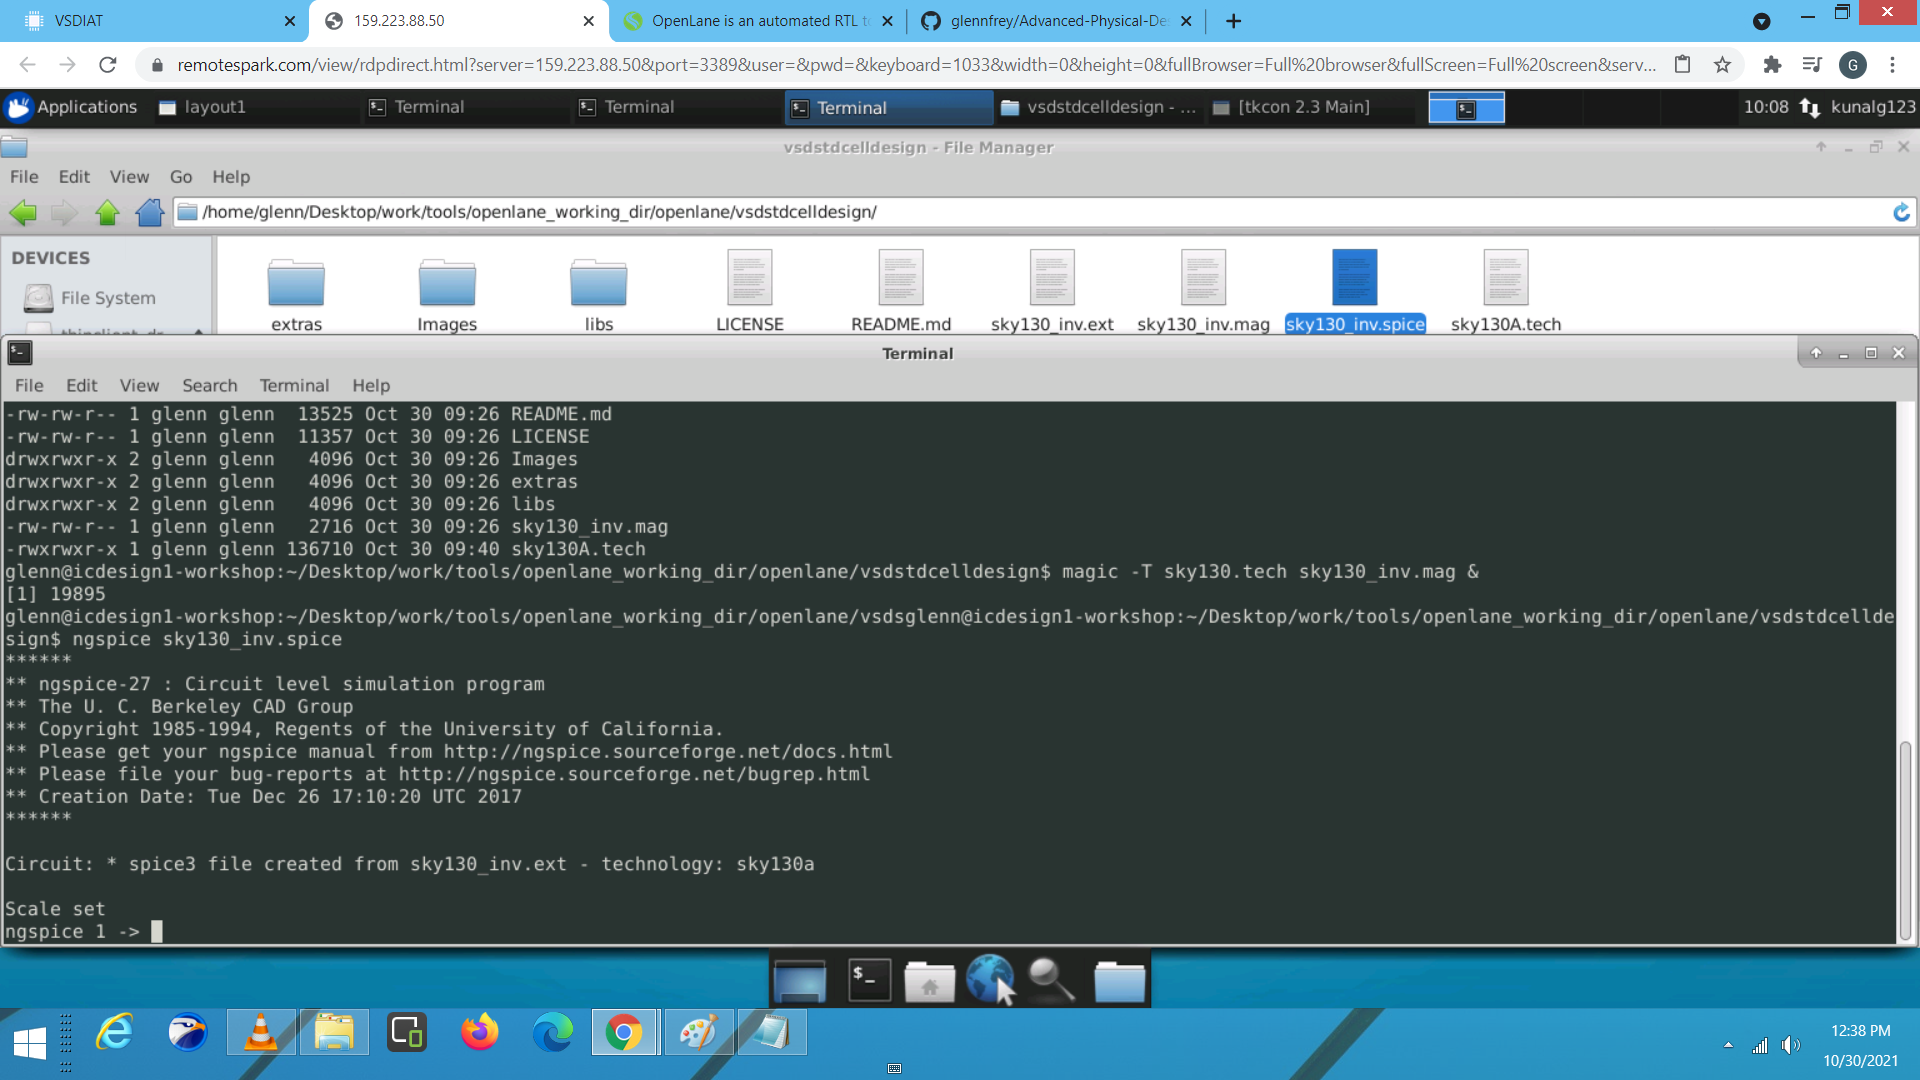 VSDIAT
159.223.88.50
OpenLane is an automated RTL t
glennfrey/Advanced-Physical-De
remotespark.com/view/rdpdirect.html?server=159.223.88.50&port=3389&user=&pwd=&keyboard=1033&width=0&height=0&fullBrowser=Full%20browser&fullScreen=Full%20screen&serv...
G
Applications
layout1
Terminal
Terminal
Terminal
vsdstdcelldesign - ...
[tkcon 2.3 Main]
10:08
kunalg123
vsdstdcelldesign - File Manager
File Edit View Go Help
/home/glenn/Desktop/work/tools/openlane_working_dir/openlane/vsdstdcelldesign/
DEVICES
File System
extras
Images
libs
LICENSE
README.md
sky130_inv.ext
sky130_inv.mag
sky130_inv.spice
sky130A.tech
Terminal
File Edit View Search Terminal Help
-rw-rw-r-- 1 glenn glenn  13525 Oct 30 09:26 README.md
-rw-rw-r-- 1 glenn glenn  11357 Oct 30 09:26 LICENSE
drwxrwxr-x 2 glenn glenn   4096 Oct 30 09:26 Images
drwxrwxr-x 2 glenn glenn   4096 Oct 30 09:26 extras
drwxrwxr-x 2 glenn glenn   4096 Oct 30 09:26 libs
-rw-rw-r-- 1 glenn glenn   2716 Oct 30 09:26 sky130_inv.mag
-rwxrwxr-x 1 glenn glenn 136710 Oct 30 09:40 sky130A.tech
glenn@icdesign1-workshop:~/Desktop/work/tools/openlane_working_dir/openlane/vsdstdcelldesign$ magic -T sky130.tech sky130_inv.mag &
[1] 19895
glenn@icdesign1-workshop:~/Desktop/work/tools/openlane_working_dir/openlane/vsdsglenn@icdesign1-workshop:~/Desktop/work/tools/openlane_working_dir/openlane/vsdstdcellde
sign$ ngspice sky130_inv.spice
******
** ngspice-27 : Circuit level simulation program
** The U. C. Berkeley CAD Group
** Copyright 1985-1994, Regents of the University of California.
** Please get your ngspice manual from http://ngspice.sourceforge.net/docs.html
** Please file your bug-reports at http://ngspice.sourceforge.net/bugrep.html
** Creation Date: Tue Dec 26 17:10:20 UTC 2017
******
Circuit: * spice3 file created from sky130_inv.ext - technology: sky130a
Scale set
ngspice 1 ->
12:38 PM
10/30/2021